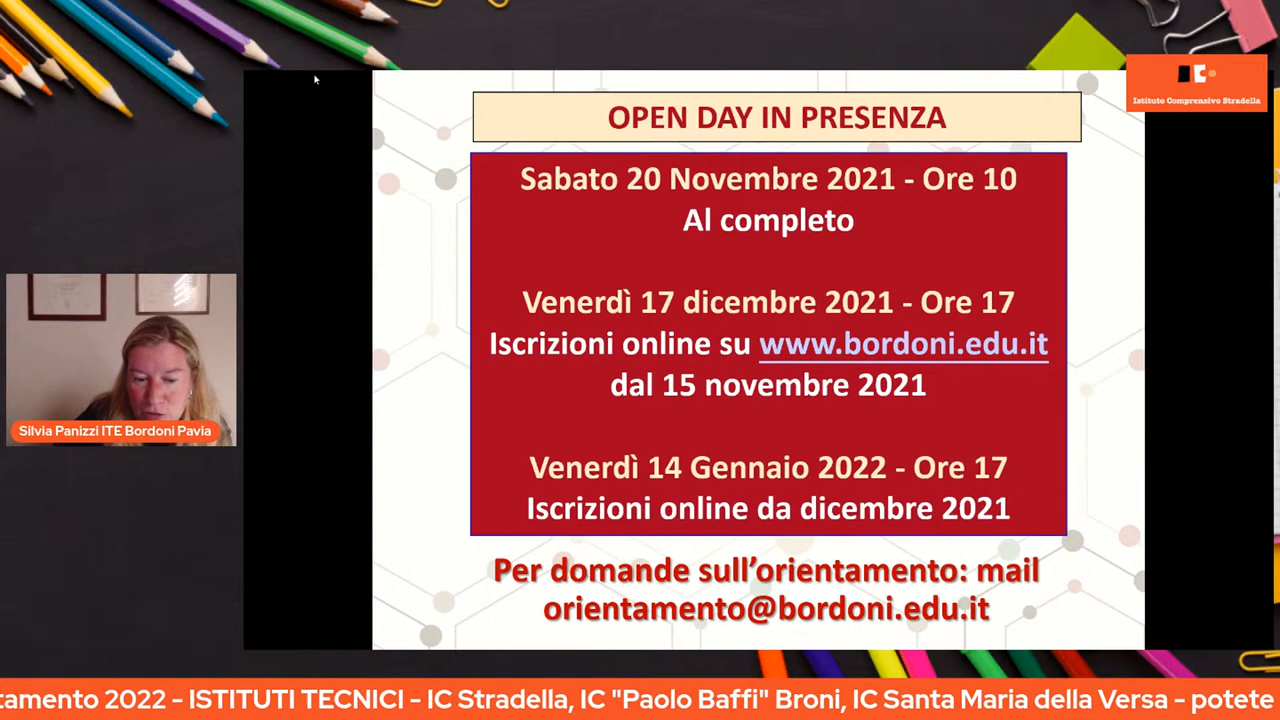 Istituto Comprensivo Stradella
OPEN DAY IN PRESENZA
Sabato 20 Novembre 2021 - Ore 10
Al completo
Venerdì 17 dicembre 2021 - Ore 17
Iscrizioni online su www.bordoni.edu.it
dal 15 novembre 2021
Venerdì 14 Gennaio 2022 - Ore 17
Iscrizioni online da dicembre 2021
Per domande sull'orientamento: mail
orientamento@bordoni.edu.it
Silvia Panizzi ITE Bordoni Pavia
tamento 2022 - ISTITUTI TECNICI - IC Stradella, IC "Paolo Baffi" Broni, IC Santa Maria della Versa - potete